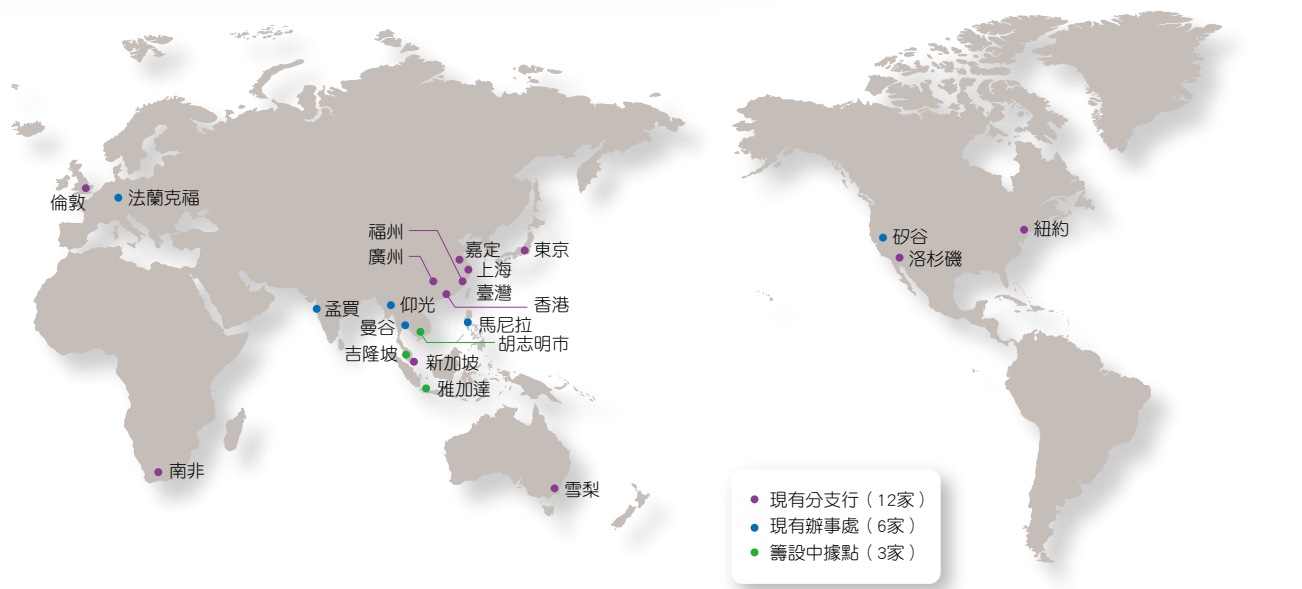 倫敦
法蘭克福
福州
廣州
嘉定
上海
東京
臺灣
香港
孟買
仰光
曼谷
馬尼拉
胡志明市
吉隆坡
新加坡
雅加達
南非
雪梨
矽谷
洛杉磯
紐約
現有分支行（12家）
現有辦事處（6家）
籌設中據點（3家）